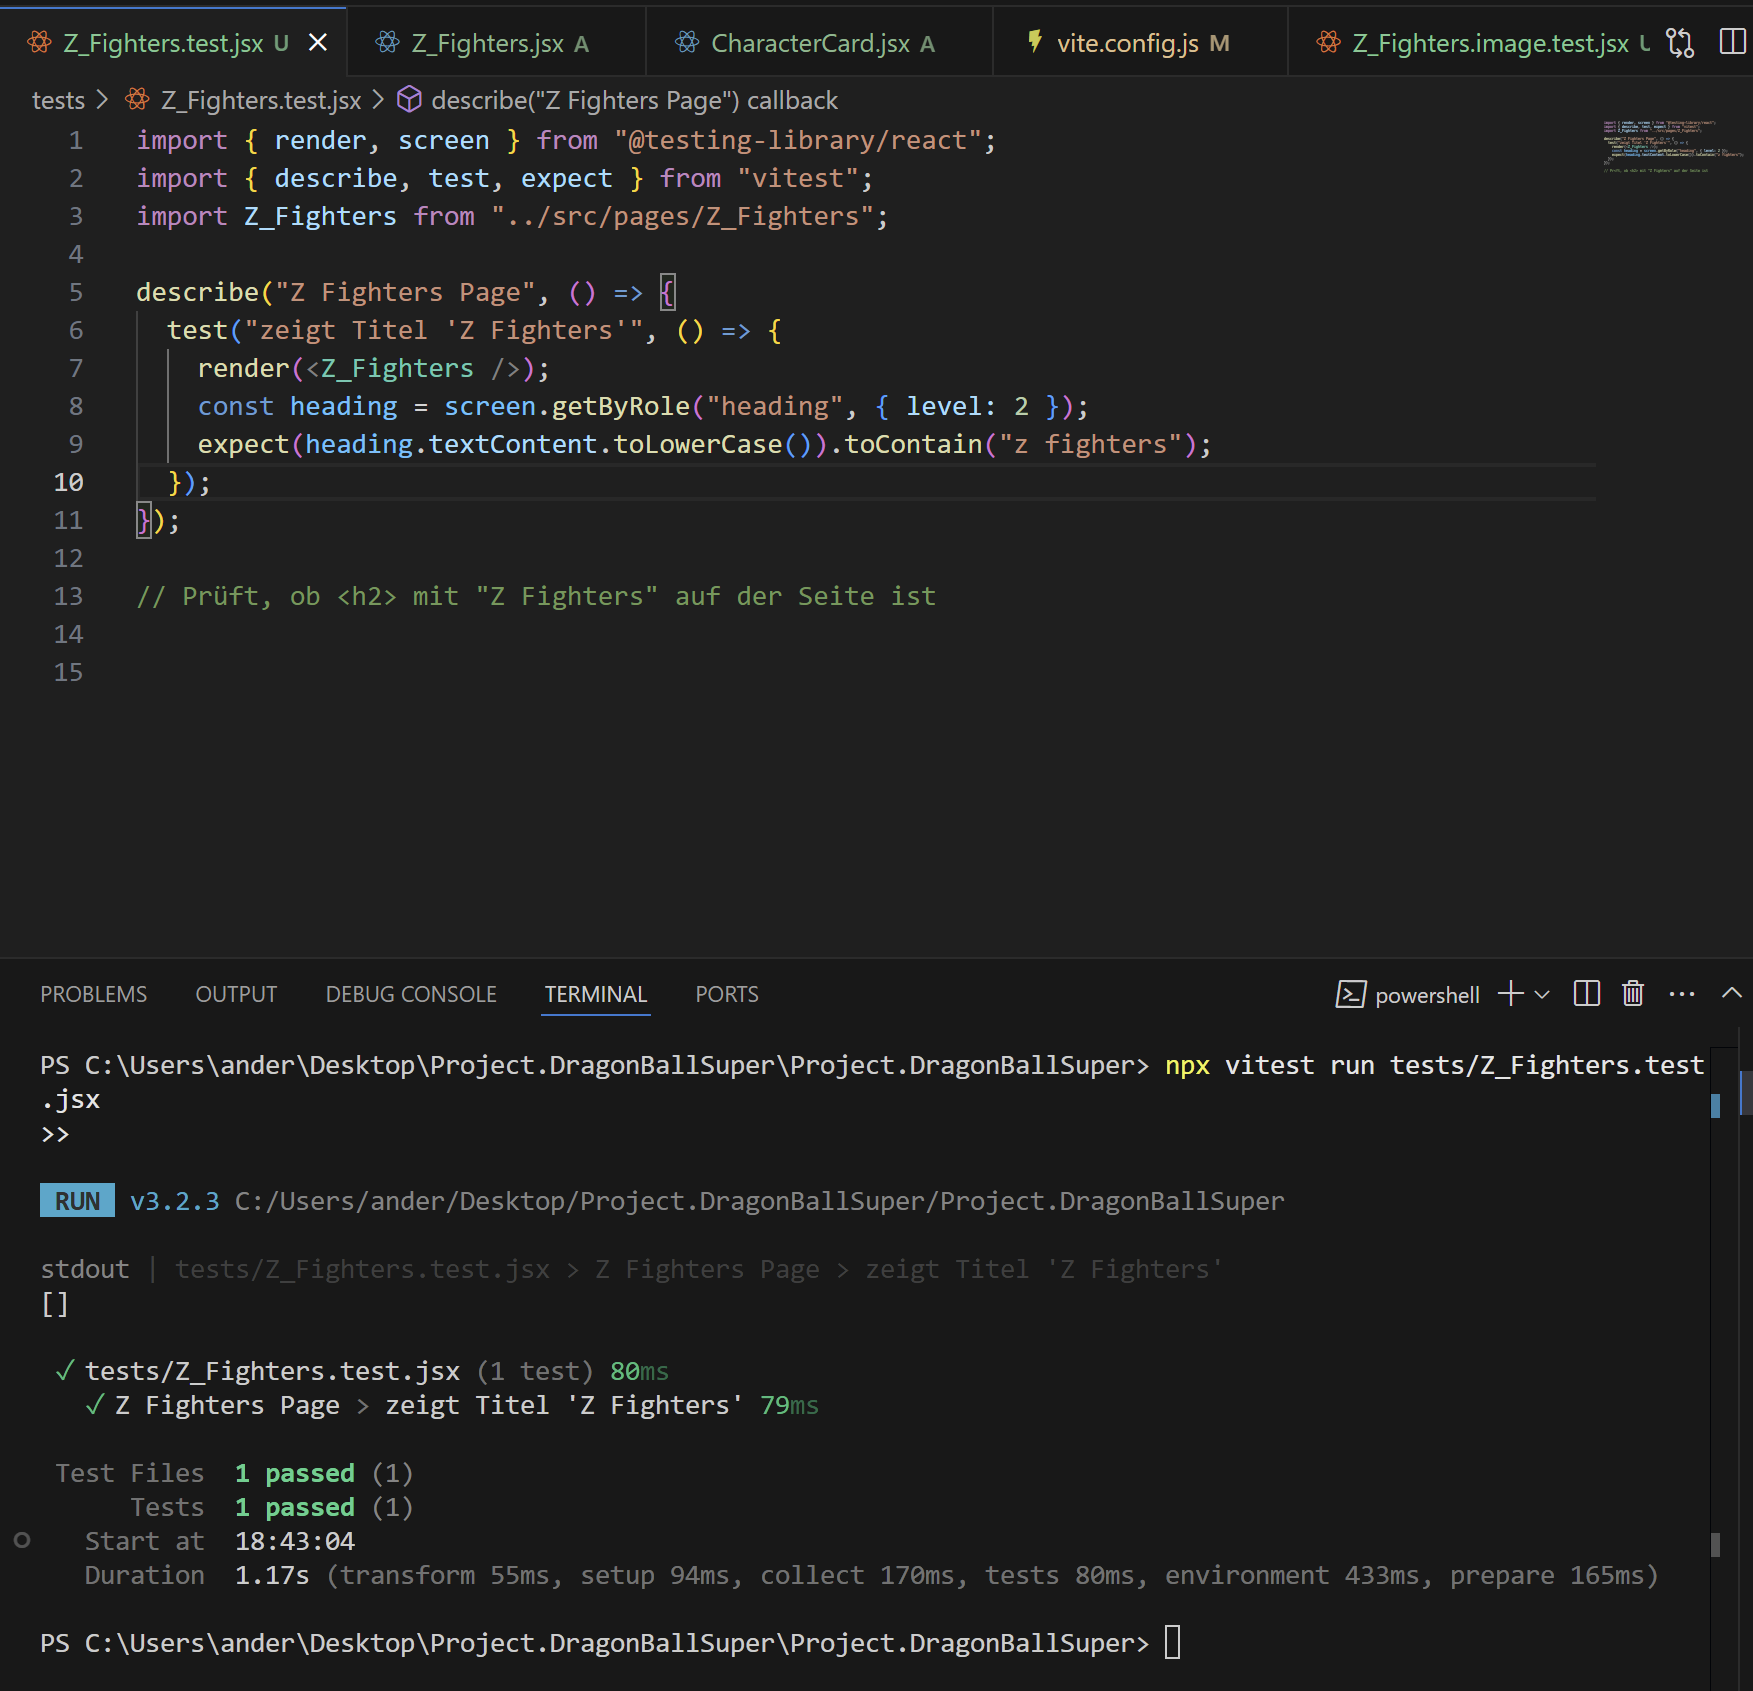 Z_Fighters.test.jsx U
Z_Fighters.jsx A
CharacterCard.jsx A
vite.config.js M
Z_Fighters.image.test.jsx U
tests > Z_Fighters.test.jsx > describe("Z Fighters Page") callback
1 import { render, screen } from "@testing-library/react";
2 import { describe, test, expect } from "vitest";
3 import Z_Fighters from "../src/pages/Z_Fighters";
4
5 describe("Z Fighters Page", () => {
6 test("zeigt Titel 'Z Fighters'", () => {
7 render(<Z_Fighters />);
8 const heading = screen.getByRole("heading", { level: 2 });
9 expect(heading.textContent.toLowerCase()).toContain("z fighters");
10 });
11 });
12
13 // Prüft, ob <h2> mit "Z Fighters" auf der Seite ist
14
15
PROBLEMS OUTPUT DEBUG CONSOLE TERMINAL PORTS
powershell
PS C:\Users\ander\Desktop\Project.DragonBallSuper\Project.DragonBallSuper> npx vitest run tests/Z_Fighters.test
.jsx
>>
RUN v3.2.3 C:/Users/ander/Desktop/Project.DragonBallSuper/Project.DragonBallSuper
stdout | tests/Z_Fighters.test.jsx > Z Fighters Page > zeigt Titel 'Z Fighters'
[]
✓ tests/Z_Fighters.test.jsx (1 test) 80ms
✓ Z Fighters Page > zeigt Titel 'Z Fighters' 79ms
Test Files 1 passed (1)
Tests 1 passed (1)
Start at 18:43:04
Duration 1.17s (transform 55ms, setup 94ms, collect 170ms, tests 80ms, environment 433ms, prepare 165ms)
PS C:\Users\ander\Desktop\Project.DragonBallSuper\Project.DragonBallSuper>